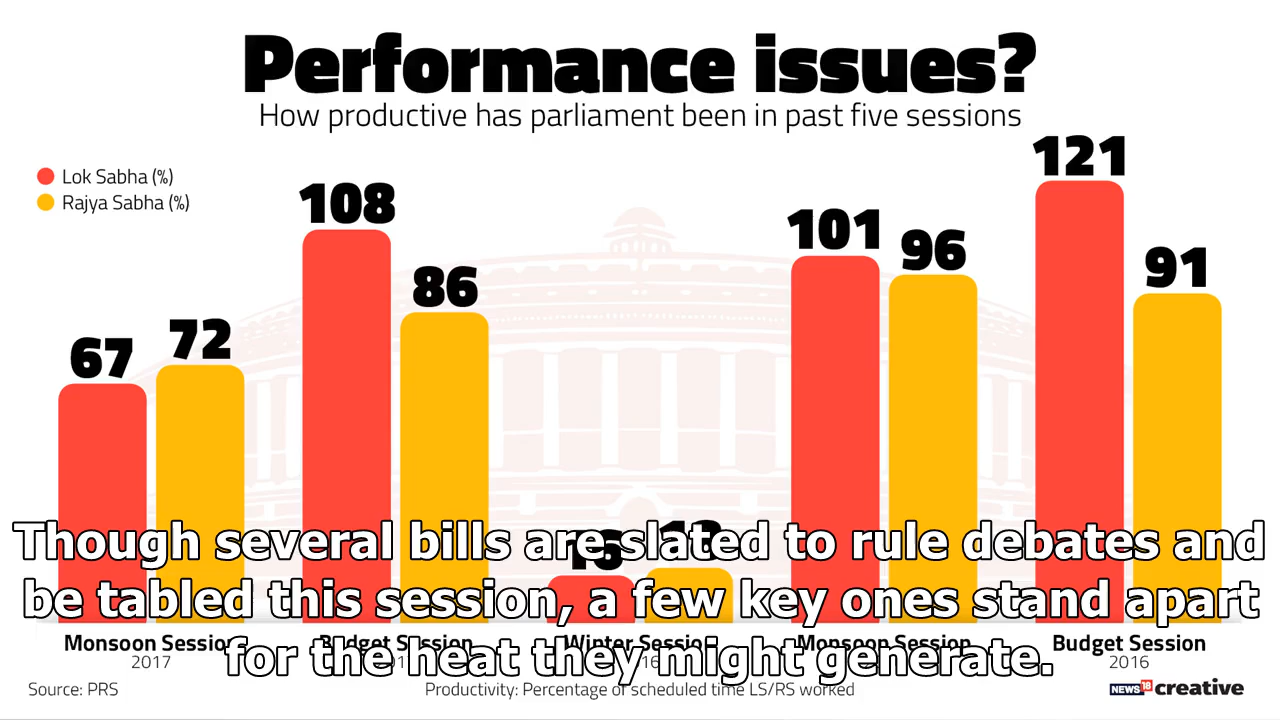 Performance issues?
How productive has parliament been in past five sessions
Lok Sabha (%)
Rajya Sabha (%)
67
72
108
86
101
96
121
91
Though several bills are slated to rule debates and
be tabled this session, a few key ones stand apart
for the heat they might generate.
Monsoon Session
Budget Session
Winter Session
Monsoon Session
Budget Session
2017
2016
Source: PRS
Productivity: Percentage of scheduled time LS/RS worked
NEWS18 creative